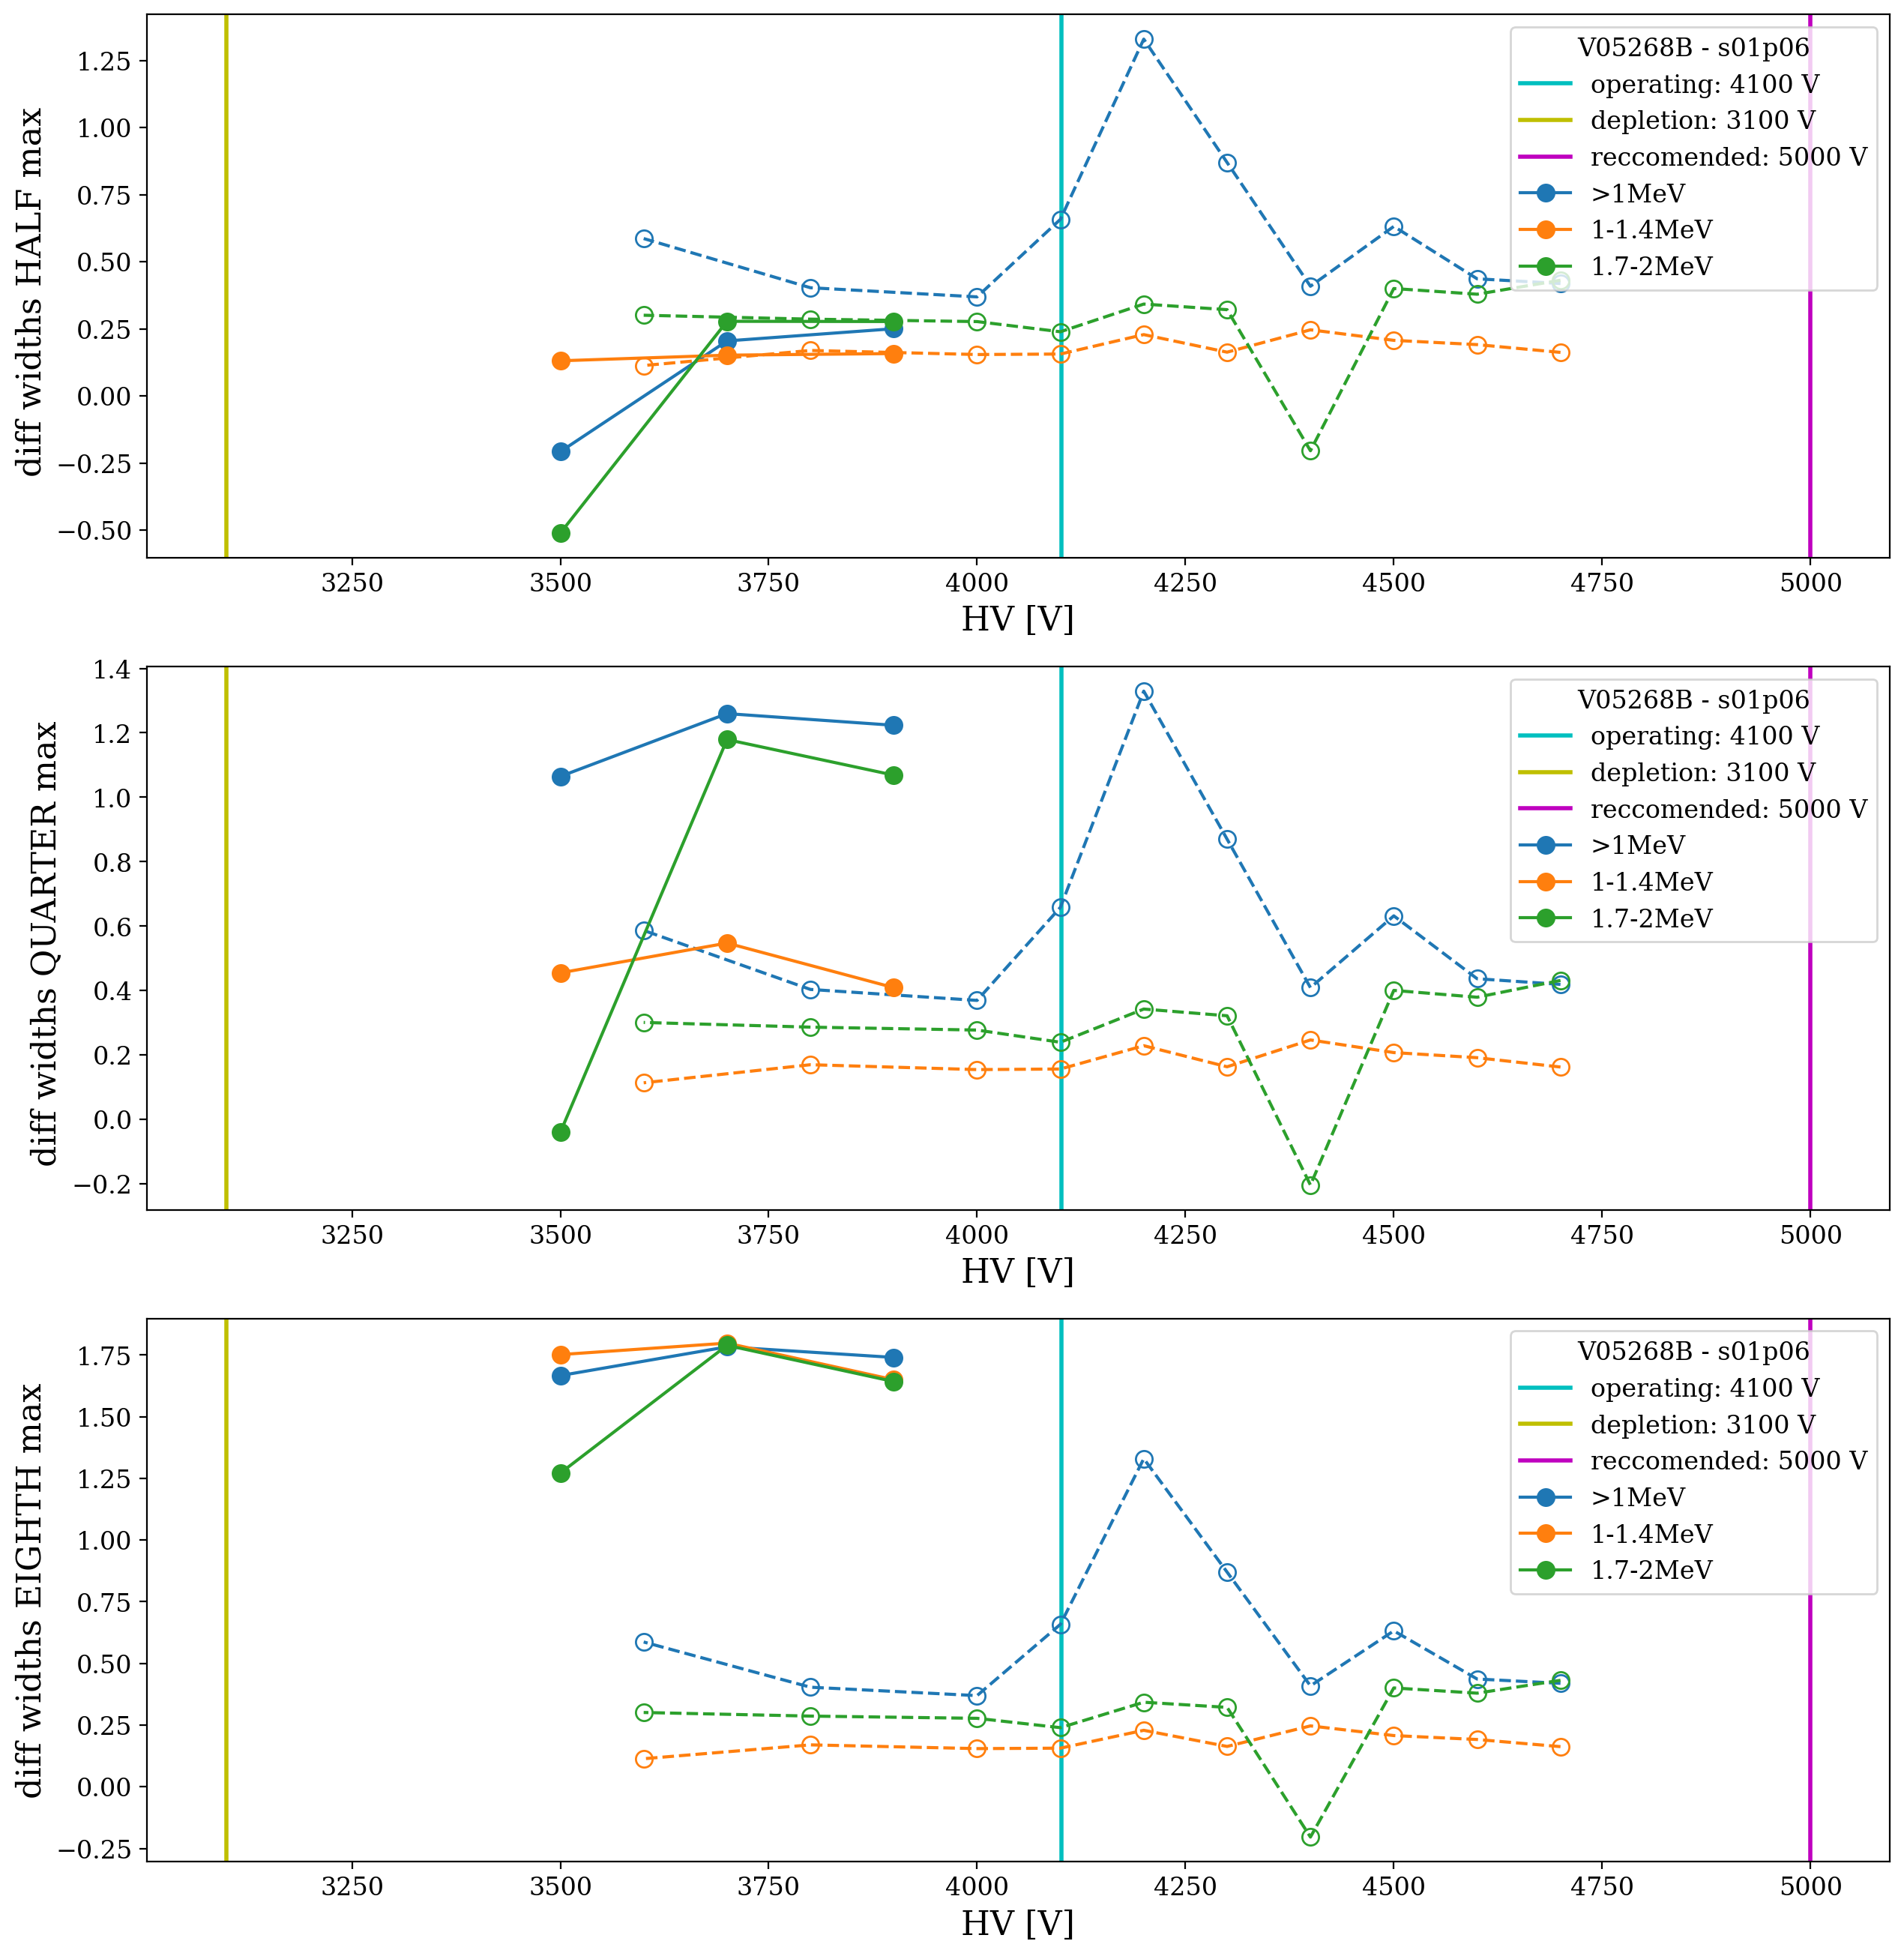 diff widths HALF max
1.25
1.00
0.75
0.50
0.25
0.00
−0.25
−0.50
V05268B - s01p06
operating: 4100 V
depletion: 3100 V
reccomended: 5000 V
>1MeV
1-1.4MeV
1.7-2MeV
3250 3500 3750 4000 4250 4500 4750 5000
HV [V]
diff widths QUARTER max
1.4
1.2
1.0
0.8
0.6
0.4
0.2
0.0
−0.2
V05268B - s01p06
operating: 4100 V
depletion: 3100 V
reccomended: 5000 V
>1MeV
1-1.4MeV
1.7-2MeV
3250 3500 3750 4000 4250 4500 4750 5000
HV [V]
diff widths EIGHTH max
1.75
1.50
1.25
1.00
0.75
0.50
0.25
0.00
−0.25
V05268B - s01p06
operating: 4100 V
depletion: 3100 V
reccomended: 5000 V
>1MeV
1-1.4MeV
1.7-2MeV
3250 3500 3750 4000 4250 4500 4750 5000
HV [V]